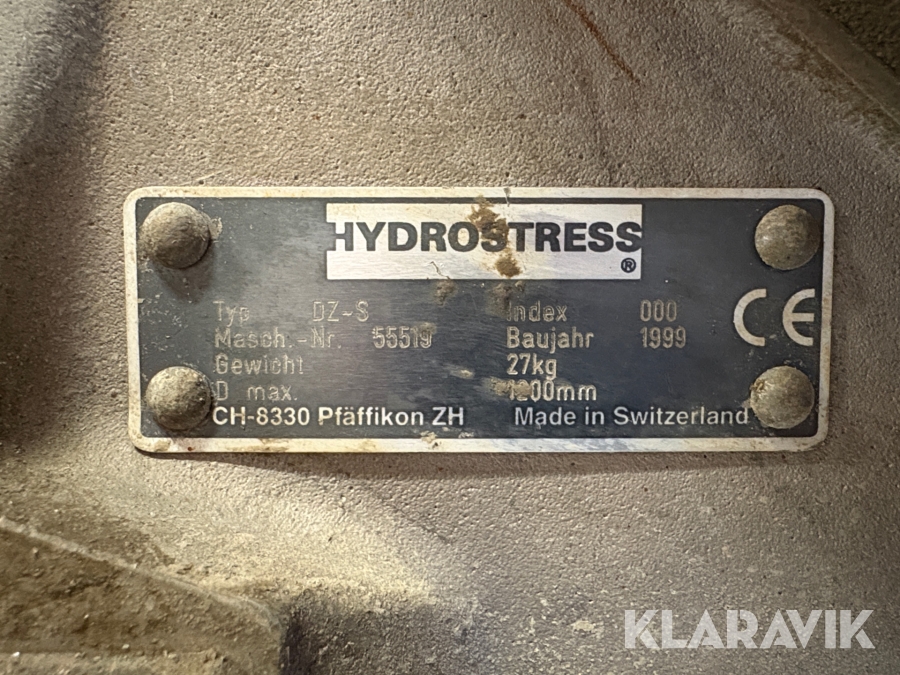 HYDROSTRESS
®
Typ DZ-S Index 000
Masch.-Nr. 55519 Baujahr 1999
Gewicht 27kg
D max. 1200mm
CH-8330 Pfäffikon ZH Made in Switzerland
CE
KLARAVIK